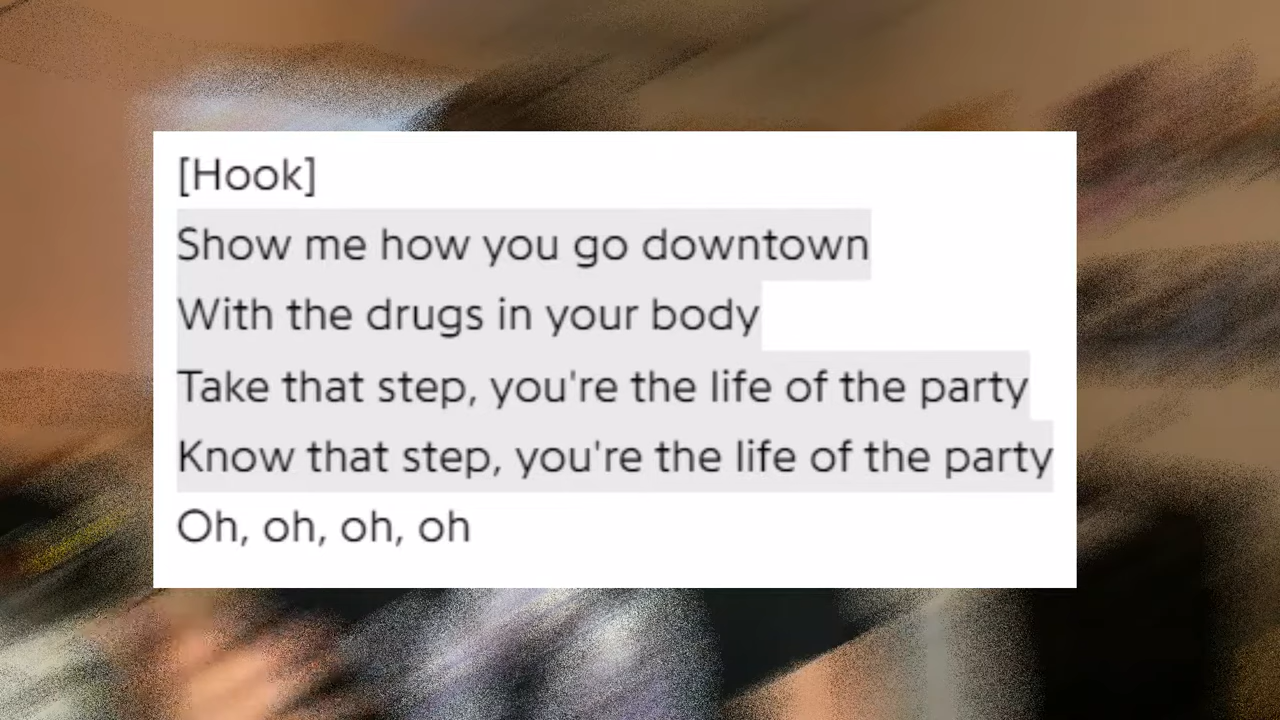 [Hook]
Show me how you go downtown
With the drugs in your body
Take that step, you're the life of the party
Know that step, you're the life of the party
Oh, oh, oh, oh